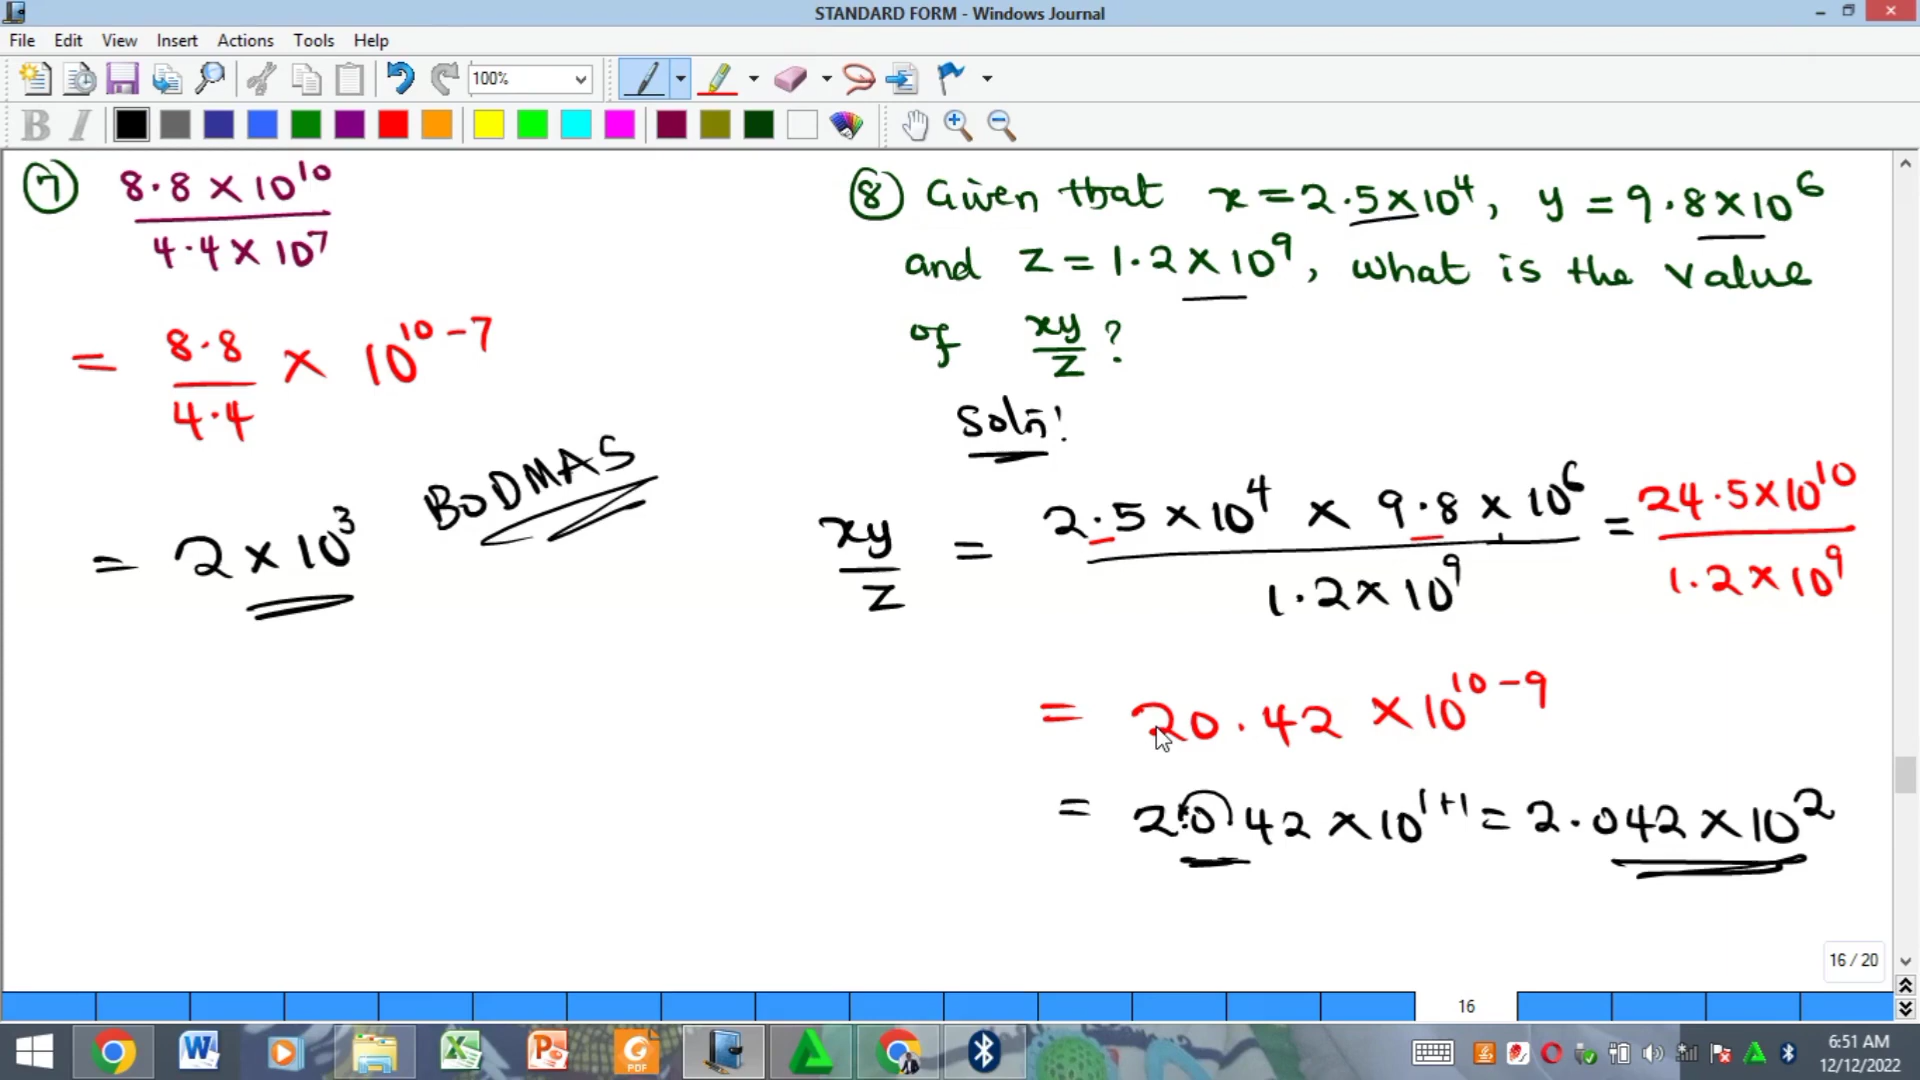 STANDARD FORM - Windows Journal
File Edit View Insert Actions Tools Help
100%
B I
⑦ 8.8 × 10¹⁰
4.4 × 10⁷
= 8.8 × 10¹⁰⁻⁷
4.4
= 2 × 10³
BODMAS
⑧ Given that x = 2.5×10⁴, y = 9.8×10⁶
and z = 1.2 × 10⁹, what is the value
of xy/z ?
Soln!
xy/z = 2.5 × 10⁴ × 9.8 × 10⁶ = 24.5×10¹⁰
1.2 × 10⁹ 1.2 × 10⁹
= 20.42 × 10¹⁰⁻⁹
= 2.042 × 10¹⁺¹ = 2.042 × 10²
16 / 20
16
PDF
6:51 AM
12/12/2022